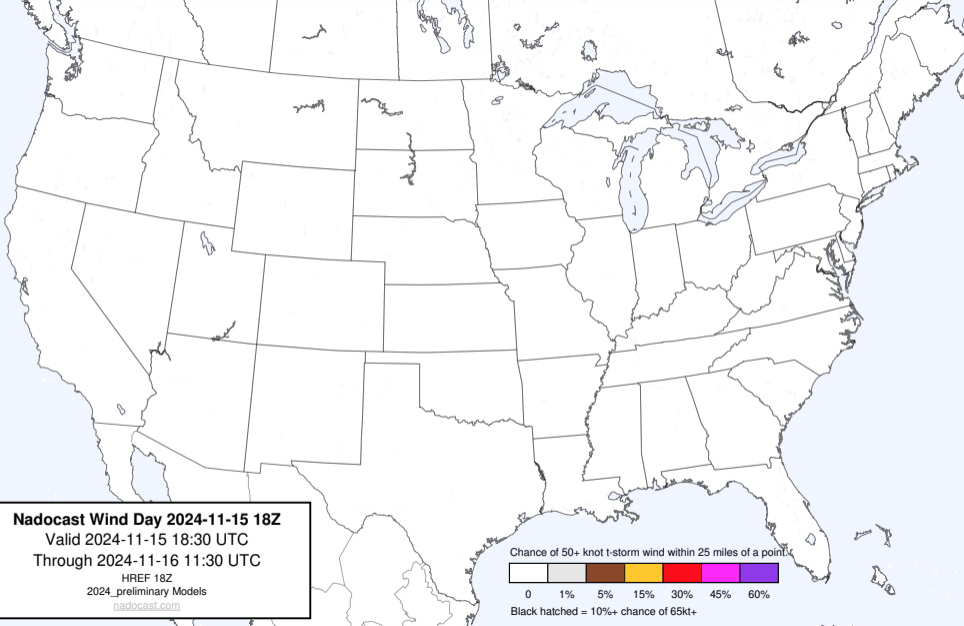 Nadocast Wind Day 2024-11-15 18Z
Valid 2024-11-15 18:30 UTC
Through 2024-11-16 11:30 UTC
HREF 18Z
2024_preliminary Models
nadocast.com
Chance of 50+ knot t-storm wind within 25 miles of a point.
0 1% 5% 15% 30% 45% 60%
Black hatched = 10%+ chance of 65kt+